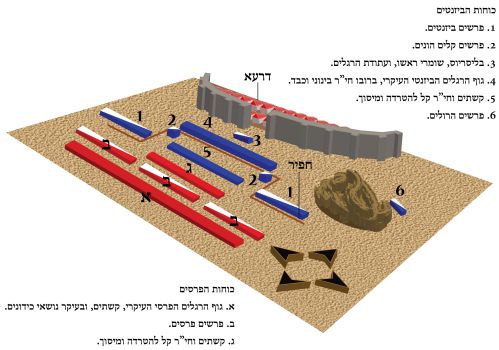 כוחות הביזנטים
1. פרשים ביזנטים.
2. פרשים קלים הונים.
3. בליסריוס, שומרי ראשו, ועתודת הרגלים.
4. גוף הרגלים הביזנטי העיקרי, ברובו חי"ר בינוני וכבד.
5. קשתים וחי"ר קל להטרדה ומיסוך.
6. פרשים הרולים.
דרעא
1
2
4
3
ב
5
ג
2
חפיר
6
ב
1
א
ב
כוחות הפרסים
א. גוף הרגלים הפרסי העיקרי, קשתים, ובעיקר נושאי כידונים.
ב. פרשים פרסים.
ג. קשתים וחי"ר קל להטרדה ומיסוך.